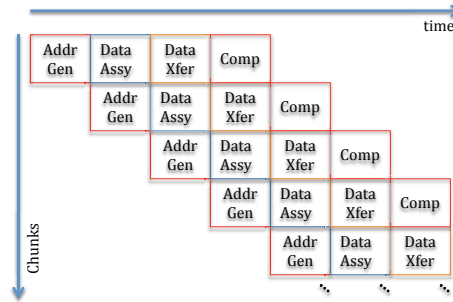 time
Addr Data Data Comp
Gen Assy Xfer
Addr Data Data Comp
Gen Assy Xfer
Addr Data Data Comp
Gen Assy Xfer
Addr Data Data Comp
Gen Assy Xfer
Addr Data Data
Gen Assy Xfer
Chunks
... ... ...